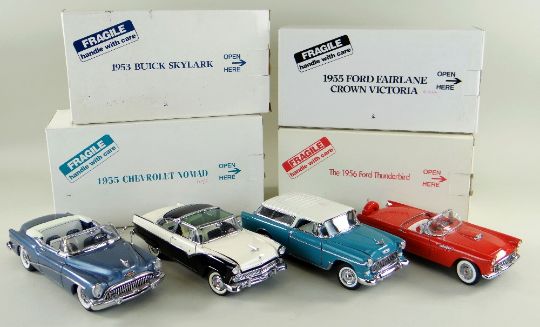 FRAGILE
handle with care
1953 BUICK SKYLARK
OPEN
HERE
FRAGILE
handle with care
1955 FORD FAIRLANE
CROWN VICTORIA
OPEN
HERE
FRAGILE
handle with care
1955 CHEVROLET NOMAD
OPEN
HERE
FRAGILE
handle with care
The 1956 Ford Thunderbird
OPEN
HERE